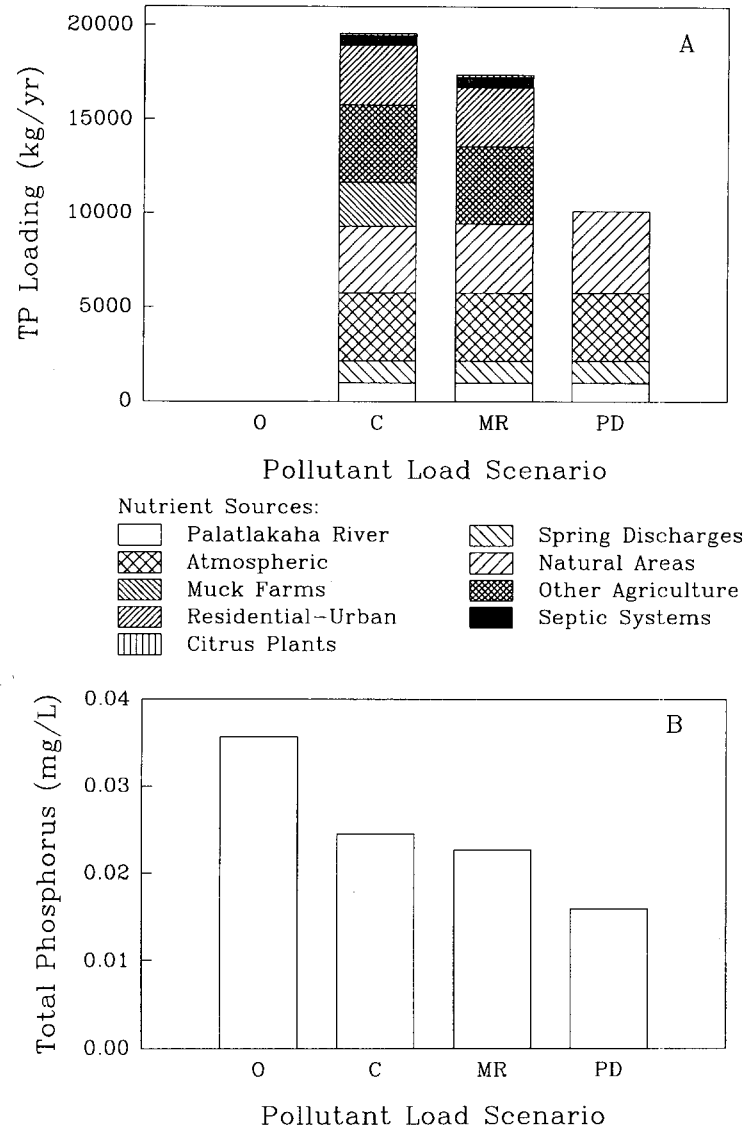 A
TP Loading (kg/yr)
20000
15000
10000
5000
0
O C MR PD
Pollutant Load Scenario
Nutrient Sources:
Palatlakaha River
Spring Discharges
Atmospheric
Natural Areas
Muck Farms
Other Agriculture
Residential-Urban
Septic Systems
Citrus Plants
B
Total Phosphorus (mg/L)
0.04
0.03
0.02
0.01
0.00
O C MR PD
Pollutant Load Scenario